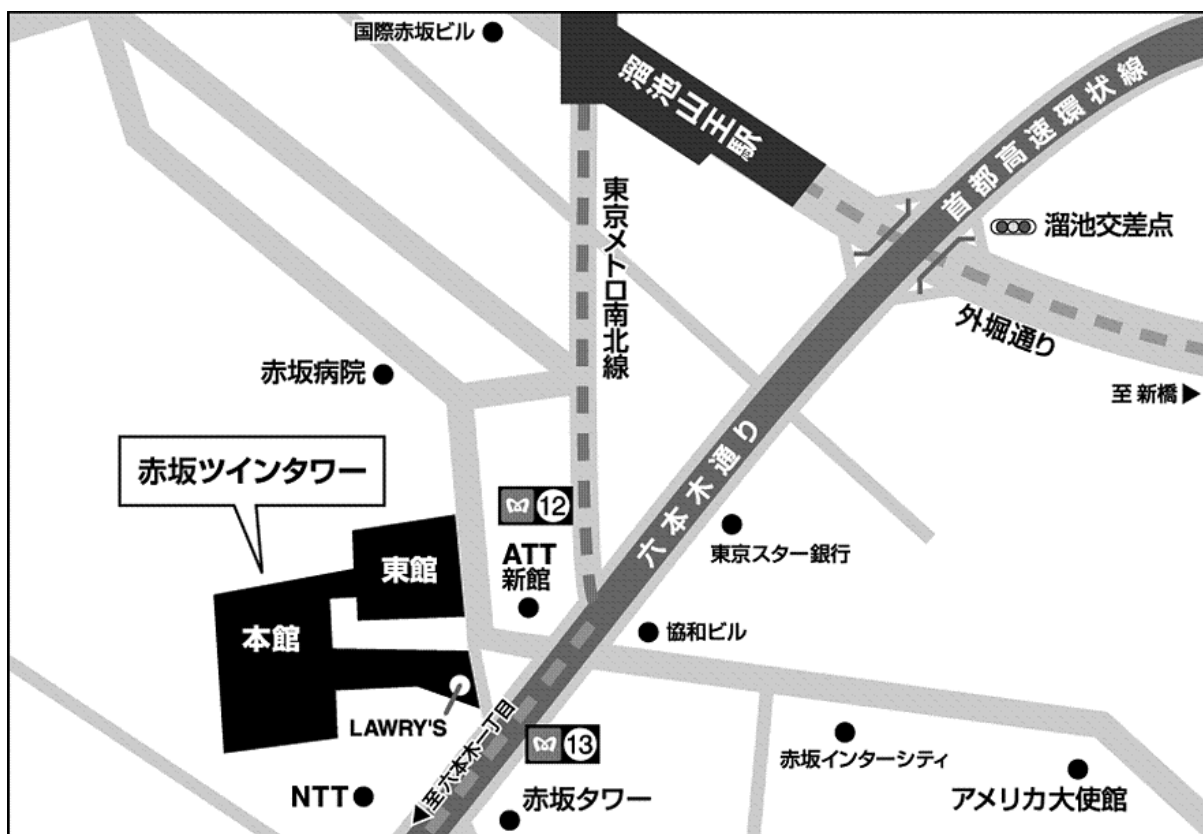 国際赤坂ビル
溜池山王駅
首都高速環状線
溜池交差点
東京メトロ南北線
外堀通り
至 新橋▶
赤坂病院
六本木通り
赤坂ツインタワー
12
東京スター銀行
ATT
新館
東館
本館
協和ビル
LAWRY'S
至六本木一丁目
13
赤坂インターシティ
NTT
赤坂タワー
アメリカ大使館